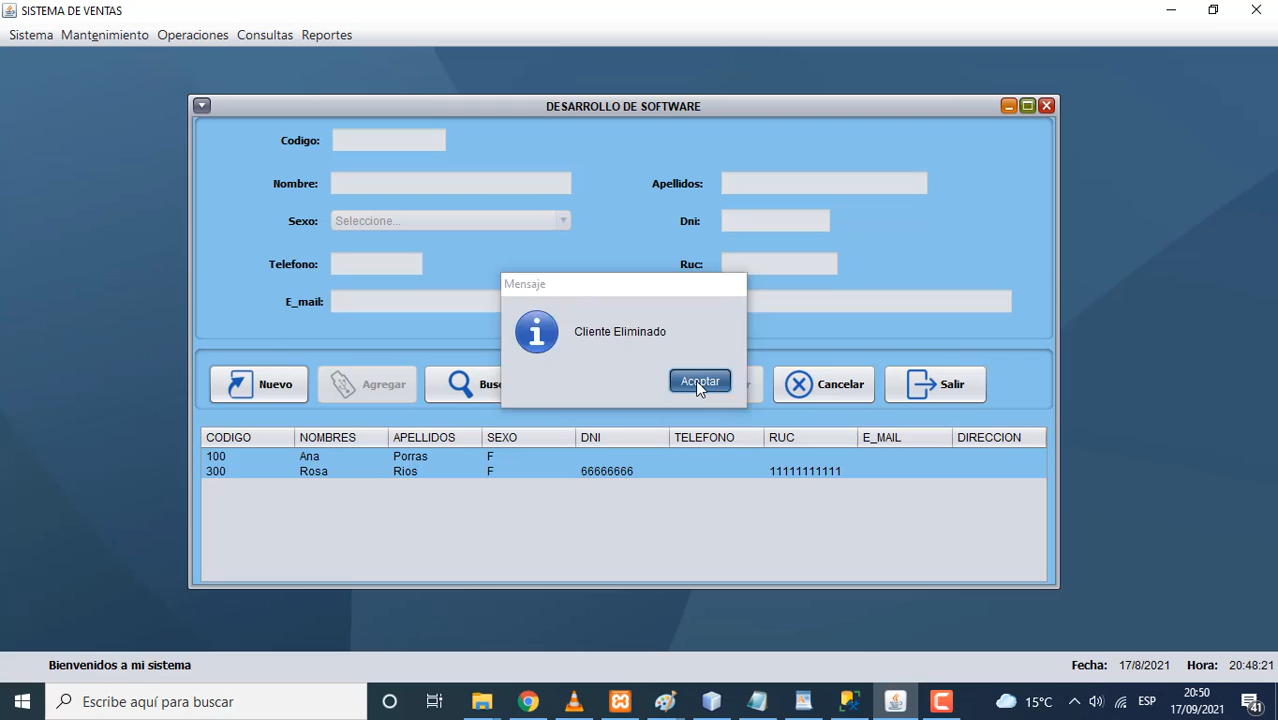 SISTEMA DE VENTAS
Sistema Mantenimiento Operaciones Consultas Reportes
DESARROLLO DE SOFTWARE
Codigo:
Nombre: Apellidos:
Sexo: Seleccione... Dni:
Telefono: Ruc:
E_mail:
Mensaje
Cliente Eliminado
Aceptar
Nuevo Agregar Cancelar Salir
CODIGO NOMBRES APELLIDOS SEXO DNI TELEFONO RUC E_MAIL DIRECCION
100 Ana Porras F
300 Rosa Rios F 66666666 11111111111
Bienvenidos a mi sistema Fecha: 17/8/2021 Hora: 20:48:21
Escribe aquí para buscar 15°C ESP 20:50
17/09/2021 41